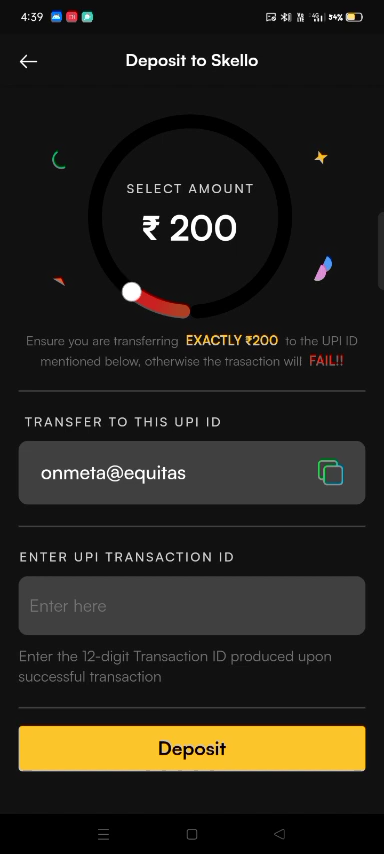 4:39
54%
Deposit to Skello
SELECT AMOUNT
₹ 200
Ensure you are transferring EXACTLY ₹200 to the UPI ID
mentioned below, otherwise the trasaction will FAIL!!
TRANSFER TO THIS UPI ID
onmeta@equitas
ENTER UPI TRANSACTION ID
Enter here
Enter the 12-digit Transaction ID produced upon
successful transaction
Deposit